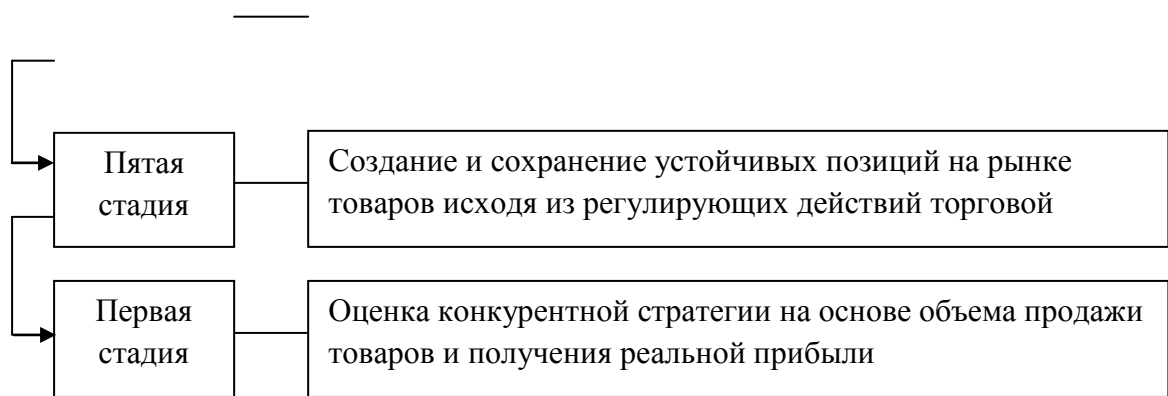 Пятая
стадия
Создание и сохранение устойчивых позиций на рынке
товаров исходя из регулирующих действий торговой
Первая
стадия
Оценка конкурентной стратегии на основе объема продажи
товаров и получения реальной прибыли